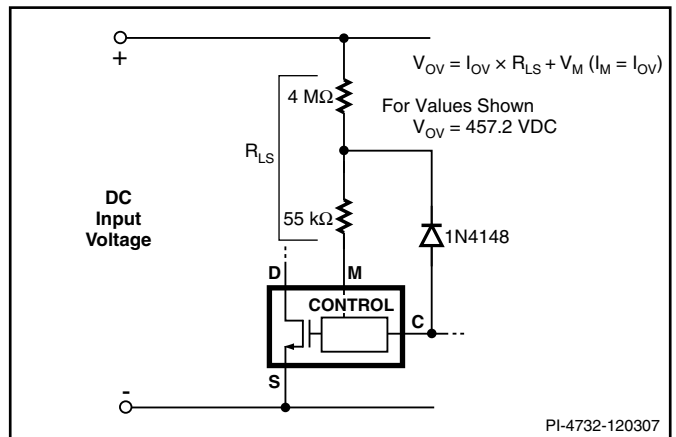 +
V_OV = I_OV × R_LS + V_M (I_M = I_OV)
4 MΩ
For Values Shown
V_OV = 457.2 VDC
R_LS
DC
Input
Voltage
55 kΩ
1N4148
D
M
CONTROL
C
S
-
PI-4732-120307